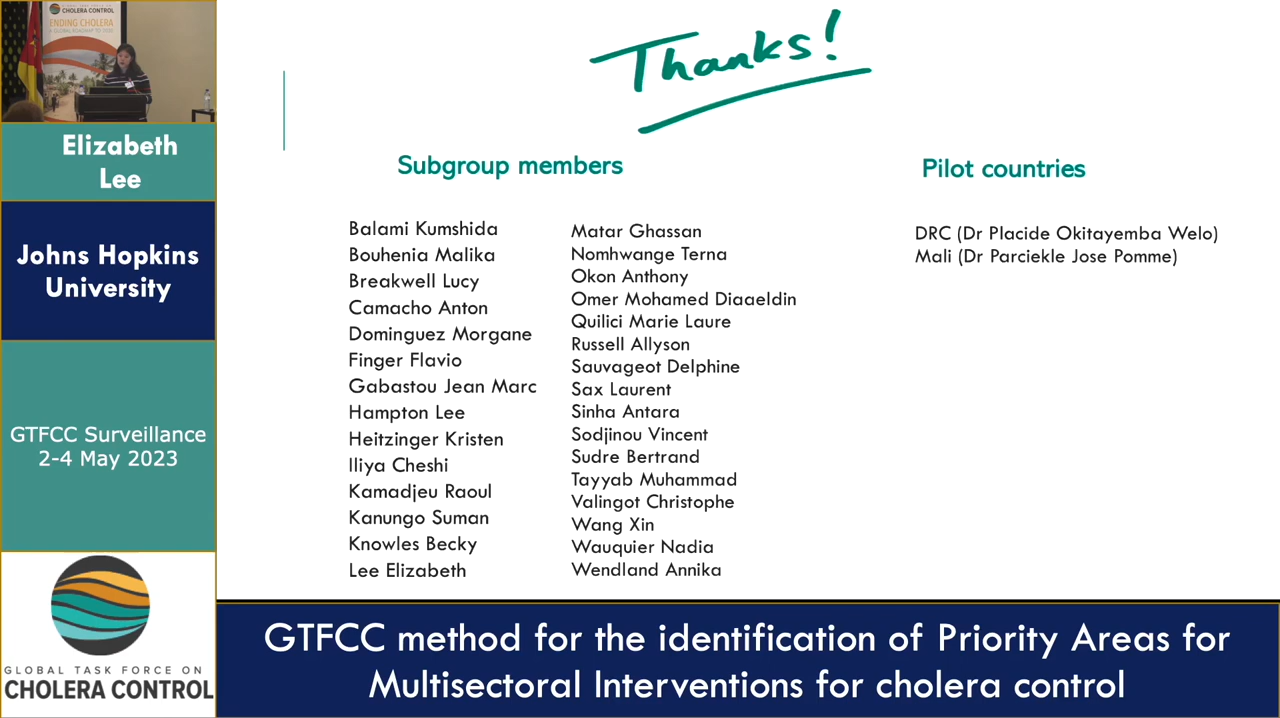 ENDING CHOLERA
Elizabeth
Lee
Johns Hopkins
University
GTFCC Surveillance
2-4 May 2023
GLOBAL TASK FORCE ON
CHOLERA CONTROL
Thanks!
Subgroup members
Balami Kumshida
Bouhenia Malika
Breakwell Lucy
Camacho Anton
Dominguez Morgane
Finger Flavio
Gabastou Jean Marc
Hampton Lee
Heitzinger Kristen
Iliya Cheshi
Kamadjeu Raoul
Kanungo Suman
Knowles Becky
Lee Elizabeth
Matar Ghassan
Nomhwange Terna
Okon Anthony
Omer Mohamed Diaaeldin
Quilici Marie Laure
Russell Allyson
Sauvageot Delphine
Sax Laurent
Sinha Antara
Sodjinou Vincent
Sudre Bertrand
Tayyab Muhammad
Valingot Christophe
Wang Xin
Wauquier Nadia
Wendland Annika
Pilot countries
DRC (Dr Placide Okitayemba Welo)
Mali (Dr Parciekle Jose Pomme)
GTFCC method for the identification of Priority Areas for
Multisectoral Interventions for cholera control